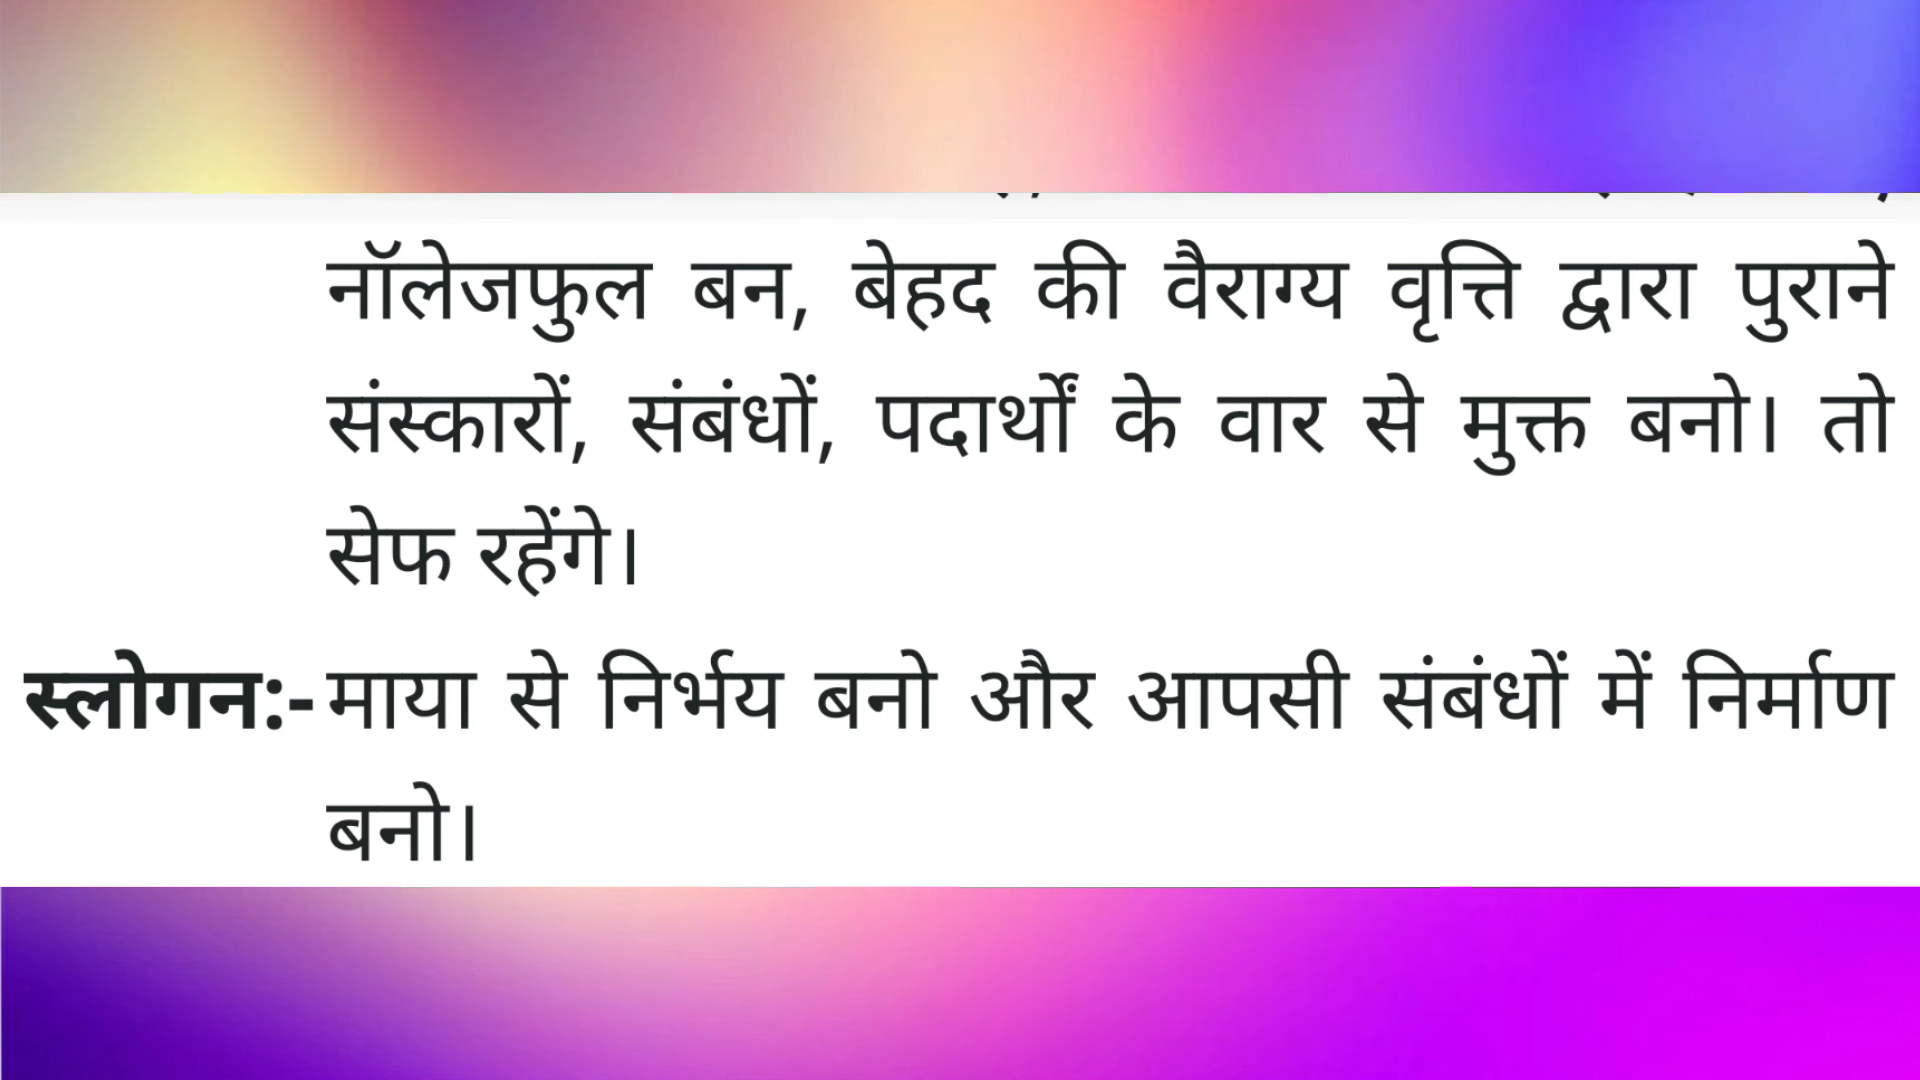 नॉलेजफुल बन, बेहद की वैराग्य वृत्ति द्वारा पुराने
संस्कारों, संबंधों, पदार्थों के वार से मुक्त बनो। तो
सेफ रहेंगे।
स्लोगन:- माया से निर्भय बनो और आपसी संबंधों में निर्माण
बनो।